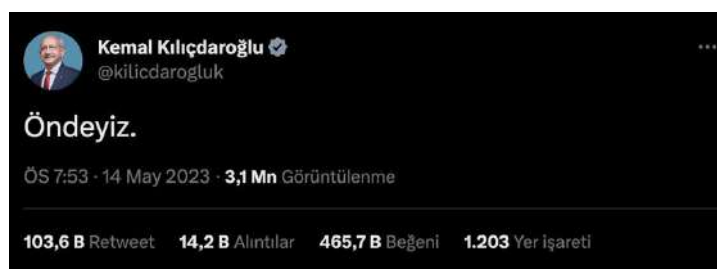 Kemal Kılıçdaroğlu
@kilicdarogluk
Öndeyiz.
ÖS 7:53 · 14 May 2023 · 3,1 Mn Görüntülenme
103,6 B Retweet 14,2 B Alıntılar 465,7 B Beğeni 1.203 Yer işareti